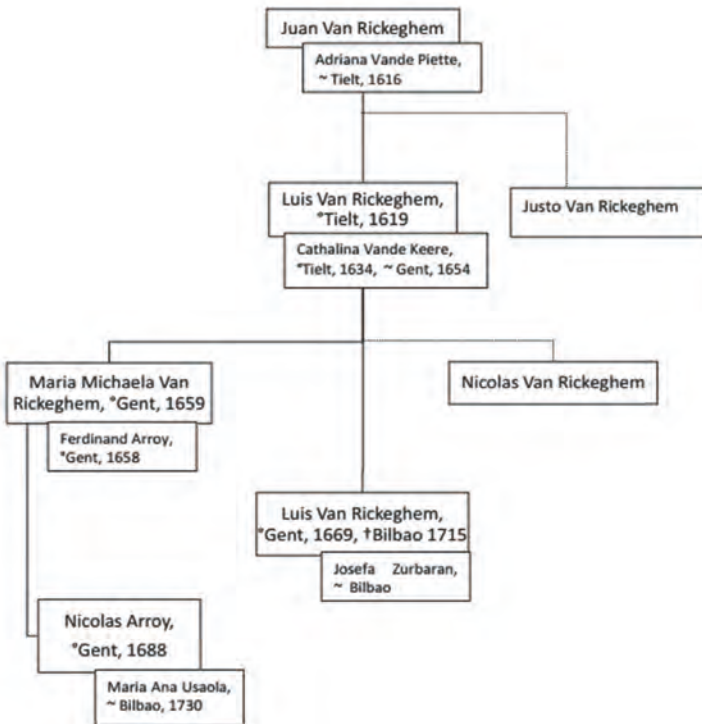 Juan Van Rickeghem
Adriana Vande Piette,
~ Tielt, 1616
Luis Van Rickeghem,
*Tielt, 1619
Justo Van Rickeghem
Cathalina Vande Keere,
*Tielt, 1634, ~ Gent, 1654
Maria Michaela Van
Rickeghem, *Gent, 1659
Nicolas Van Rickeghem
Ferdinand Arroy,
*Gent, 1658
Luis Van Rickeghem,
*Gent, 1669, †Bilbao 1715
Josefa Zurbaran,
~ Bilbao
Nicolas Arroy,
*Gent, 1688
Maria Ana Usaola,
~ Bilbao, 1730